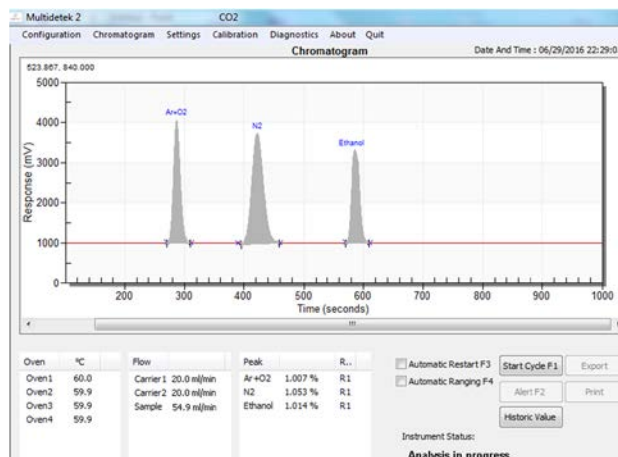 Multidetek 2 CO2
Configuration Chromatogram Settings Calibration Diagnostics About Quit
Chromatogram Date And Time : 06/29/2016 22:29:0
523.867, 840.000
5000
4000
3000
2000
1000
0
Response (mV)
Ar+O2
N2
Ethanol
200 300 400 500 600 700 800 900 1000
Time (seconds)
Oven °C
Oven1 60.0
Oven2 59.9
Oven3 59.9
Oven4 59.9
Flow
Carrier1 20.0 ml/min
Carrier2 20.0 ml/min
Sample 54.9 ml/min
Peak R..
Ar+O2 1.007 % R1
N2 1.053 % R1
Ethanol 1.014 % R1
Automatic Restart F3
Automatic Ranging F4
Start Cycle F1 Export
Alert F2 Print
Historic Value
Instrument Status:
Analysis in progress